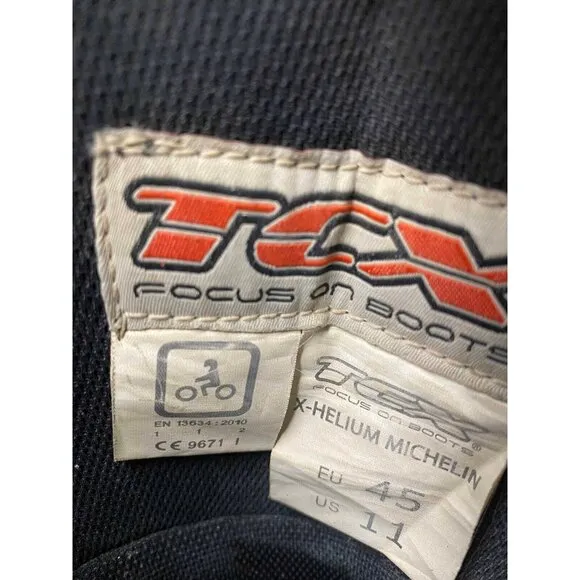 TCX
FOCUS ON BOOTS
EN 13634:2010
1 1 2
CE 9671 I
TCX®
FOCUS ON BOOTS
X-HELIUM MICHELIN
EU 45
US 11